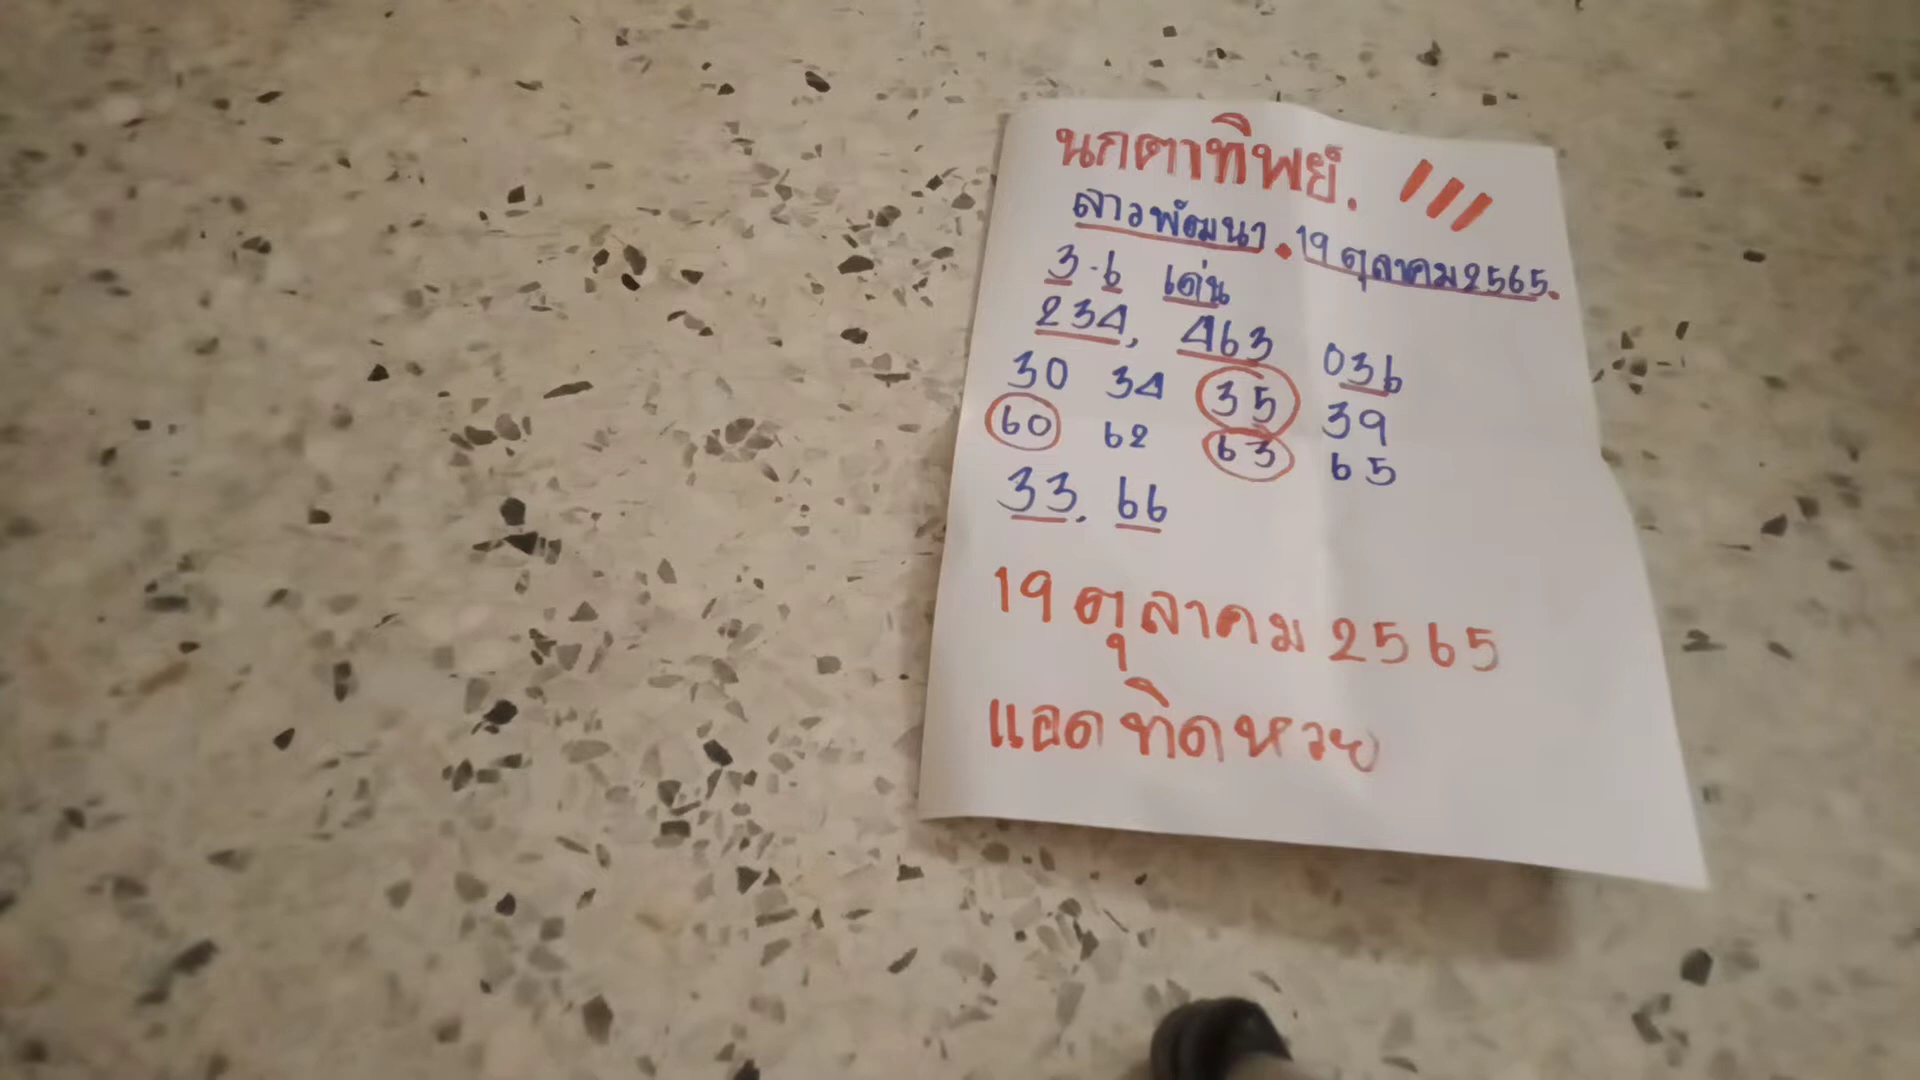 นกตาทิพย์. ///
ลาวพัฒนา . 19 ตุลาคม 2565.
3-6 เด่น
234, 463 036
30 34 35 39
60 62 63 65
33. 66
19 ตุลาคม 2565
แอดทิดหวย